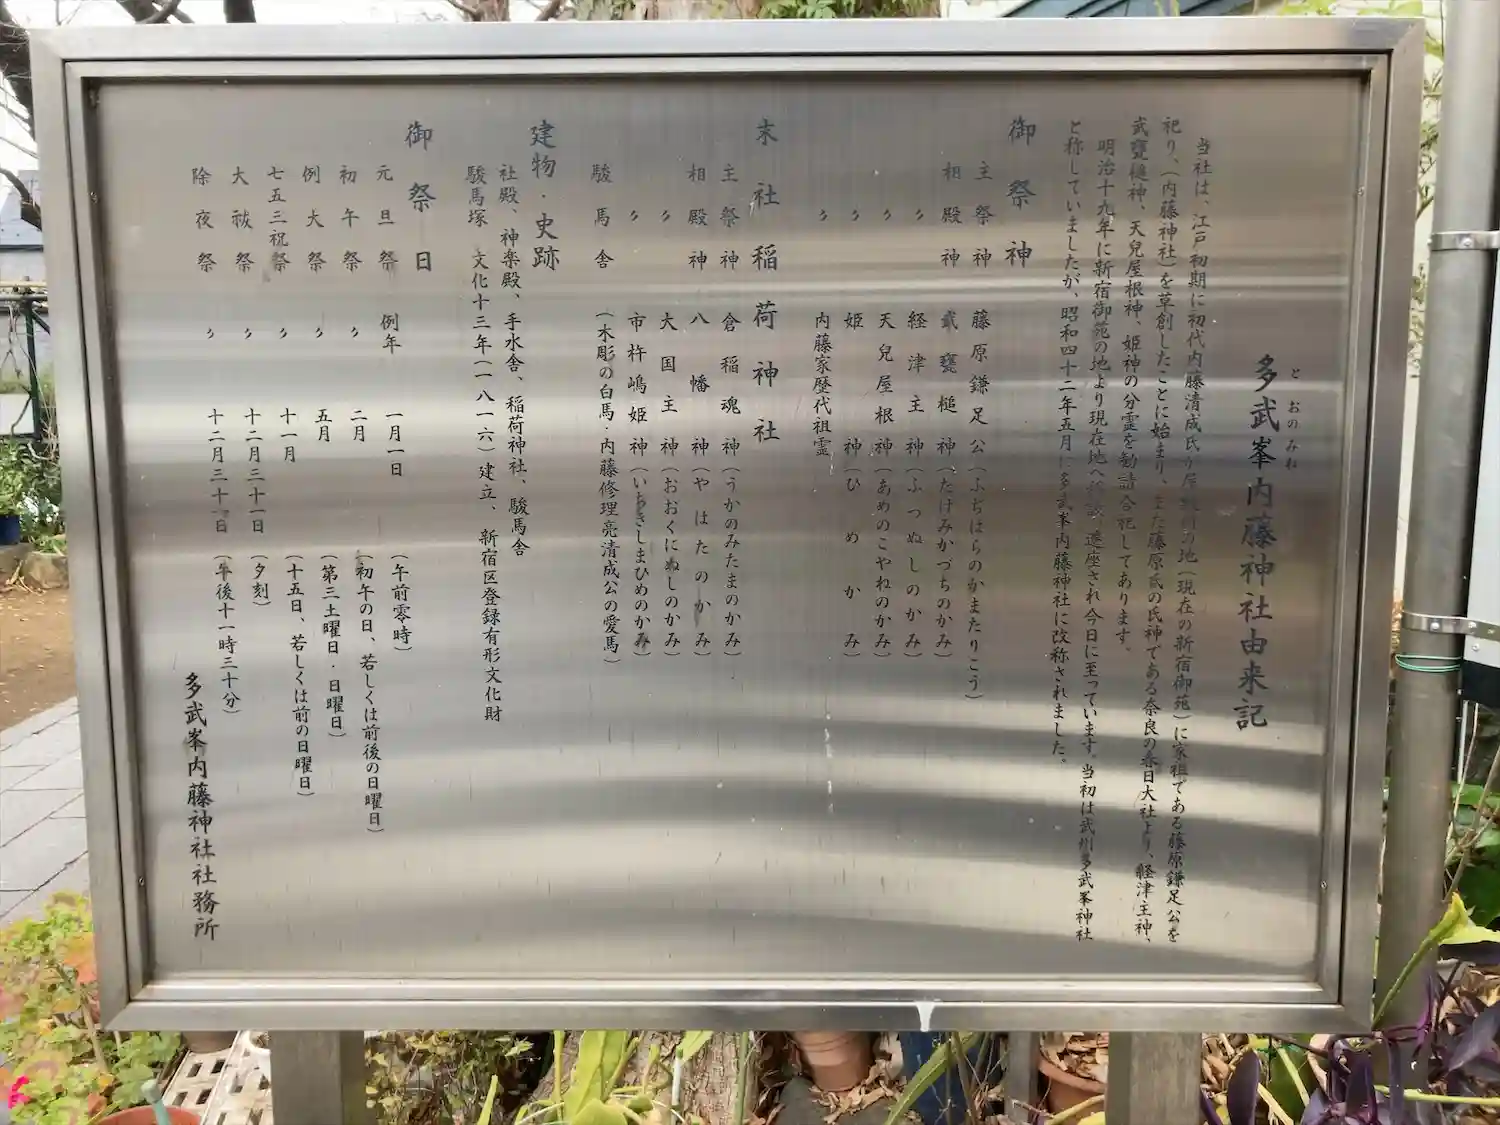 多武峯内藤神社由来記
とおのみね
当社は、江戸初期に初代内藤清成氏が屋敷内の地(現在の新宿御苑)に家祖である藤原鎌足公を
祀り、(内藤神社)を草創したことに始まり、また藤原氏の氏神である奈良の春日大社より、経津主神、
武甕槌神、天兒屋根神、姫神の分霊を勧請合祀してあります。
明治十九年に新宿御苑の地より現在地へ 遷座され今日に至っています。当初は武州多武峯神社
と称していましたが、昭和四十二年五月に多武峯内藤神社に改称されました。
御祭神
主祭神 藤原鎌足公(ふぢはらのかまたりこう)
相殿神 武甕槌神(たけみかづちのかみ)
〃 経津主神(ふつぬしのかみ)
〃 天兒屋根神(あめのこやねのかみ)
〃 姫神(ひめかみ)
〃 内藤家歴代祖霊
末社稲荷神社
主祭神 倉稲魂神(うかのみたまのかみ)
相殿神 八幡神(やはたのかみ)
〃 大国主神(おおくにぬしのかみ)
〃 市杵嶋姫神(いちきしまひめのかみ)
駿馬舎 (木彫の白馬・内藤修理亮清成公の愛馬)
建物・史跡
社殿、神楽殿、手水舎、稲荷神社、駿馬舎
駿馬塚 文化十三年(一八一六)建立、新宿区登録有形文化財
御祭日
元旦祭 例年 一月一日 (午前零時)
初午祭 〃 二月 (初午の日、若しくは前後の日曜日)
例大祭 〃 五月 (第三土曜日・日曜日)
七五三祝祭 〃 十一月 (十五日、若しくは前の日曜日)
大祓祭 〃 十二月三十一日 (夕刻)
除夜祭 〃 十二月三十一日 (午後十一時三十分)
多武峯内藤神社社務所